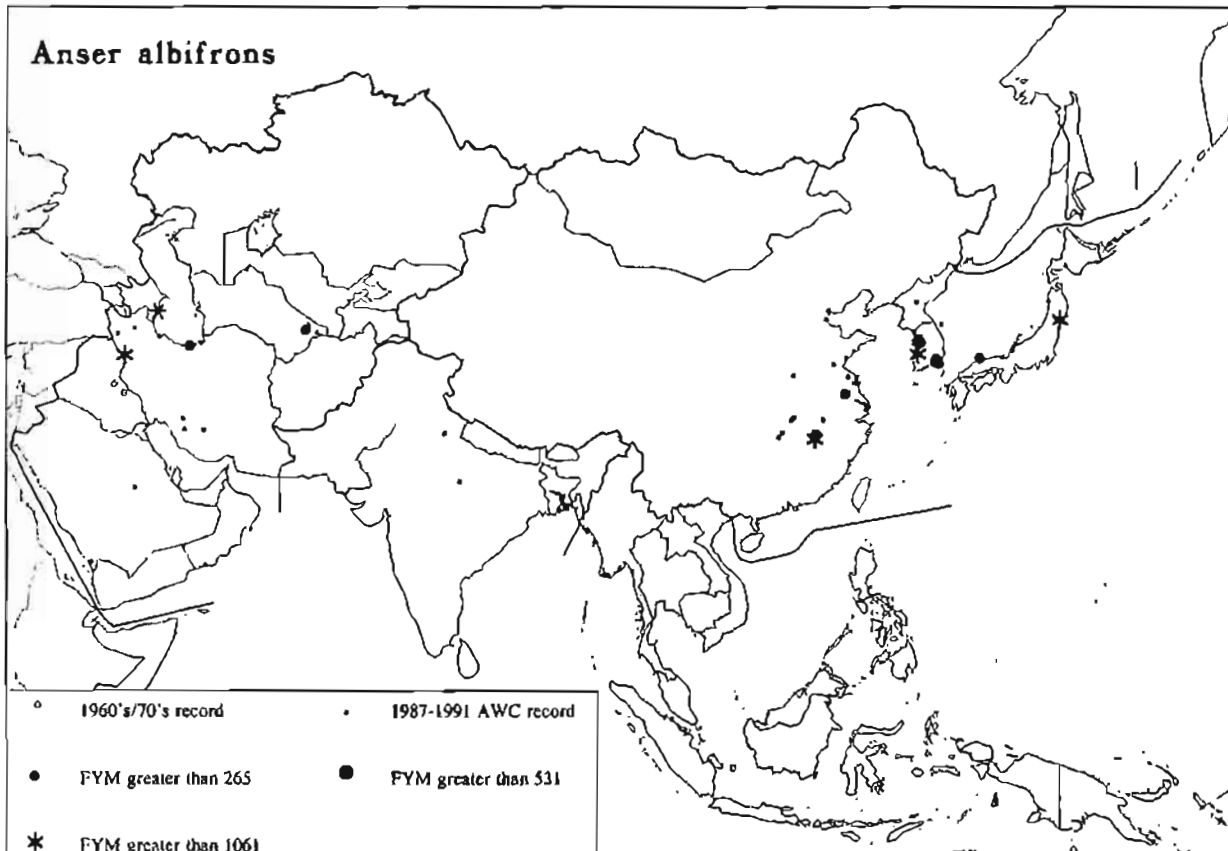 Anser albifrons
1960's/70's record
1987-1991 AWC record
FYM greater than 265
FYM greater than 531
FYM greater than 1061